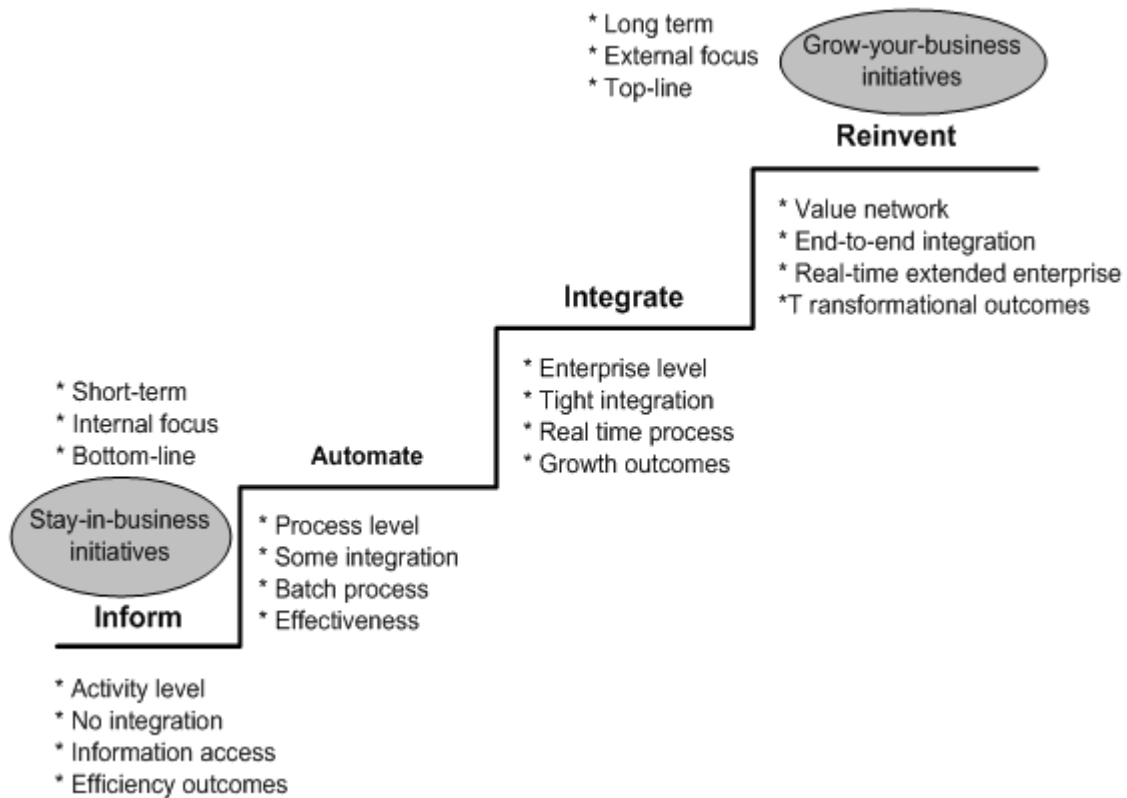 * Long term
* External focus
* Top-line
Grow-your-business
initiatives
Reinvent
* Value network
* End-to-end integration
* Real-time extended enterprise
*T ransformational outcomes
Integrate
* Enterprise level
* Tight integration
* Real time process
* Growth outcomes
* Short-term
* Internal focus
* Bottom-line
Automate
Stay-in-business
initiatives
* Process level
* Some integration
* Batch process
* Effectiveness
Inform
* Activity level
* No integration
* Information access
* Efficiency outcomes